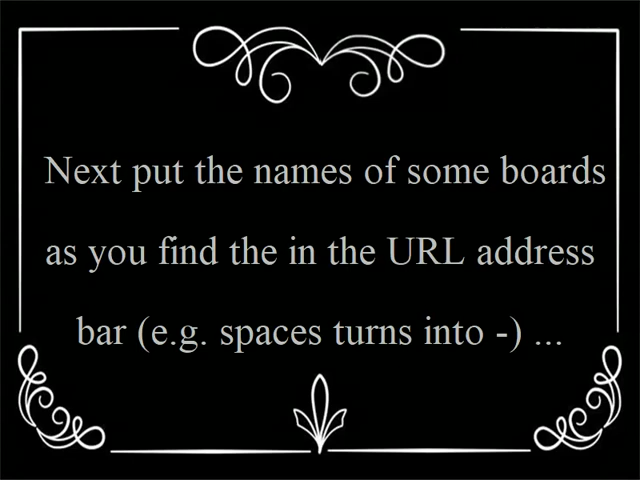 Next put the names of some boards
as you find the in the URL address
bar (e.g. spaces turns into -) ...